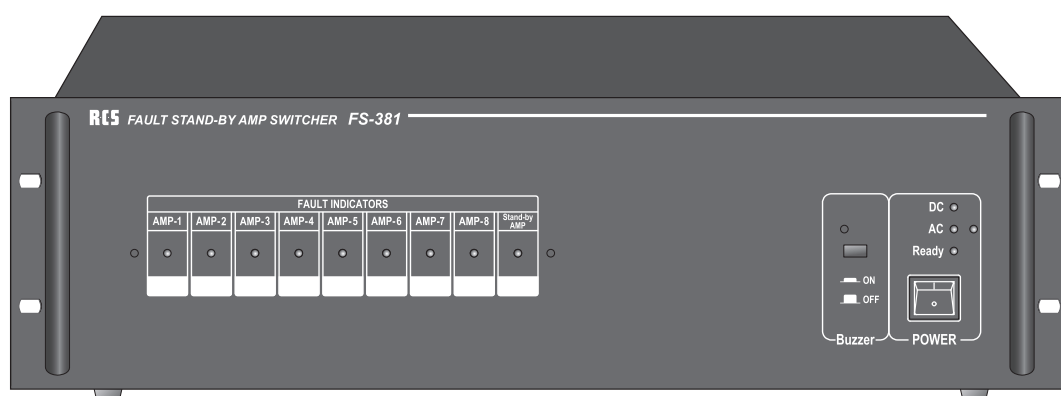 RCS FAULT STAND-BY AMP SWITCHER FS-381
FAULT INDICATORS
AMP-1 AMP-2 AMP-3 AMP-4 AMP-5 AMP-6 AMP-7 AMP-8 Stand-by
AMP
DC
AC
Ready
ON
OFF
Buzzer
POWER